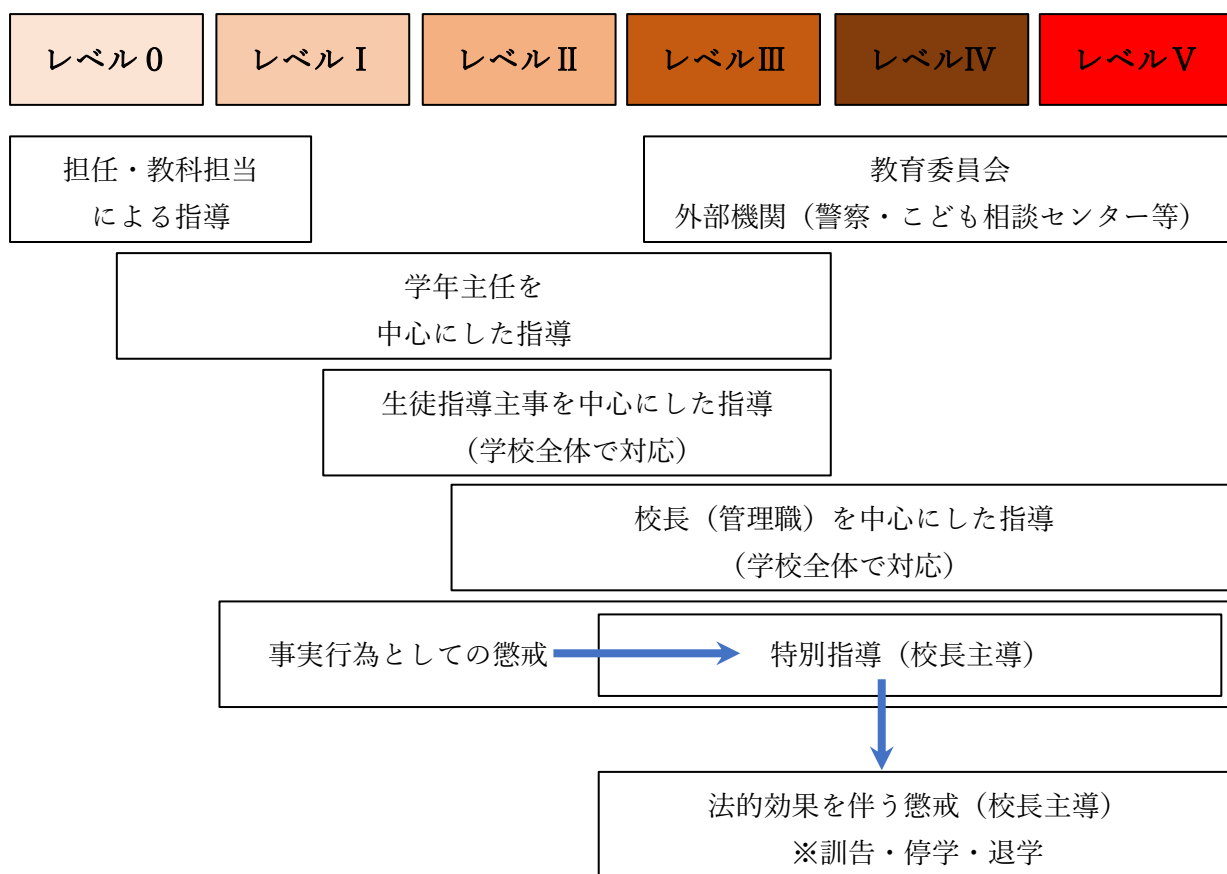 レベル0 レベルⅠ レベルⅡ レベルⅢ レベルⅣ レベルⅤ
担任・教科担当
による指導
教育委員会
外部機関（警察・こども相談センター等）
学年主任を
中心にした指導
生徒指導主事を中心にした指導
（学校全体で対応）
校長（管理職）を中心にした指導
（学校全体で対応）
事実行為としての懲戒 特別指導（校長主導）
法的効果を伴う懲戒（校長主導）
※訓告・停学・退学